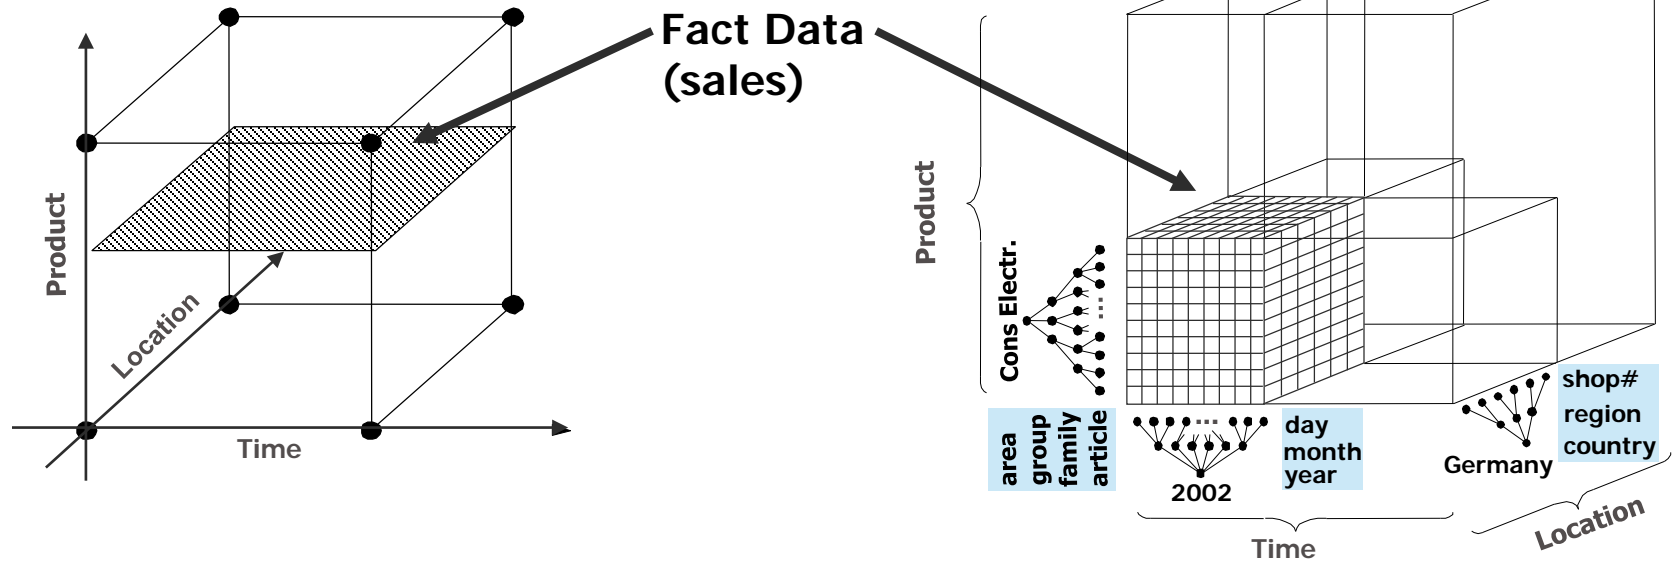 Fact Data
(sales)
Product
Location
Time
Product
Cons Electr.
area
group
family
article
day
month
year
2002
shop#
region
country
Germany
Time
Location